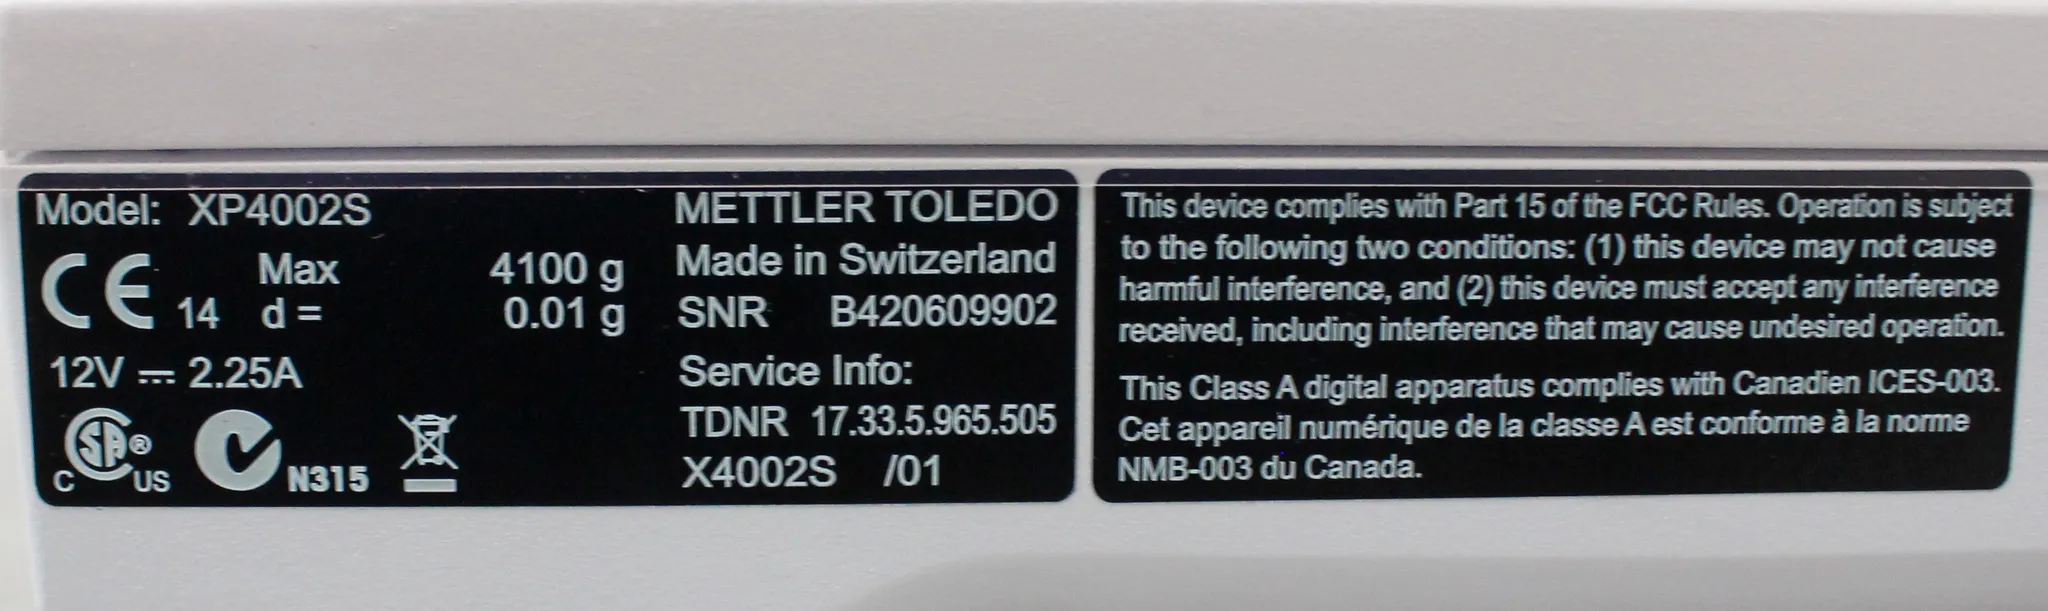 Model: XP4002S
CE 14
Max 4100 g
d = 0.01 g
12V ⎓ 2.25A
C SA® US
N315
METTLER TOLEDO
Made in Switzerland
SNR B420609902
Service Info:
TDNR 17.33.5.965.505
X4002S /01
This device complies with Part 15 of the FCC Rules. Operation is subject
to the following two conditions: (1) this device may not cause
harmful interference, and (2) this device must accept any interference
received, including interference that may cause undesired operation.
This Class A digital apparatus complies with Canadien ICES-003.
Cet appareil numérique de la classe A est conforme à la norme
NMB-003 du Canada.